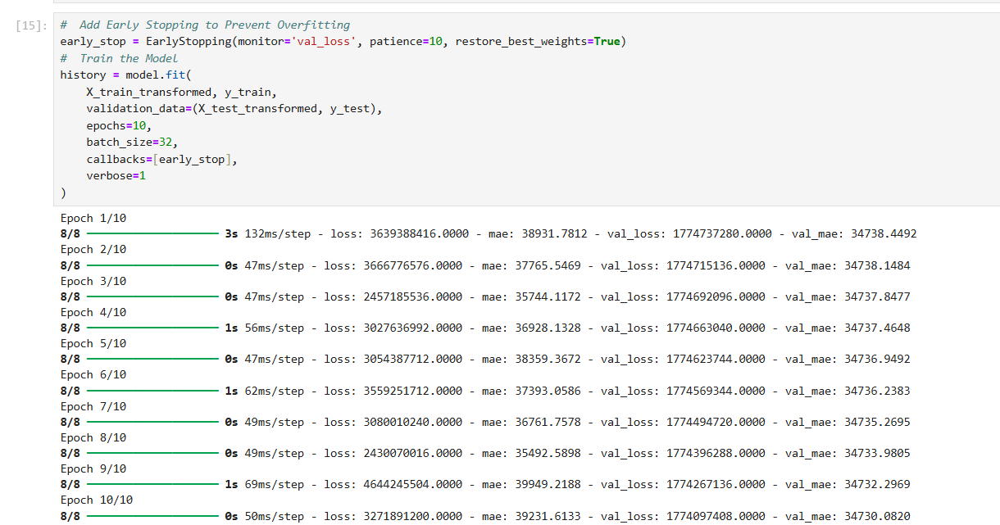 [15]:
#  Add Early Stopping to Prevent Overfitting
early_stop = EarlyStopping(monitor='val_loss', patience=10, restore_best_weights=True)
#  Train the Model
history = model.fit(
    X_train_transformed, y_train,
    validation_data=(X_test_transformed, y_test),
    epochs=10,
    batch_size=32,
    callbacks=[early_stop],
    verbose=1
)
Epoch 1/10
8/8 3s 132ms/step - loss: 3639388416.0000 - mae: 38931.7812 - val_loss: 1774737280.0000 - val_mae: 34738.4492
Epoch 2/10
8/8 0s 47ms/step - loss: 3666776576.0000 - mae: 37765.5469 - val_loss: 1774715136.0000 - val_mae: 34738.1484
Epoch 3/10
8/8 0s 47ms/step - loss: 2457185536.0000 - mae: 35744.1172 - val_loss: 1774692096.0000 - val_mae: 34737.8477
Epoch 4/10
8/8 1s 56ms/step - loss: 3027636992.0000 - mae: 36928.1328 - val_loss: 1774663040.0000 - val_mae: 34737.4648
Epoch 5/10
8/8 0s 47ms/step - loss: 3054387712.0000 - mae: 38359.3672 - val_loss: 1774623744.0000 - val_mae: 34736.9492
Epoch 6/10
8/8 1s 62ms/step - loss: 3559251712.0000 - mae: 37393.0586 - val_loss: 1774569344.0000 - val_mae: 34736.2383
Epoch 7/10
8/8 0s 49ms/step - loss: 3080010240.0000 - mae: 36761.7578 - val_loss: 1774494720.0000 - val_mae: 34735.2695
Epoch 8/10
8/8 0s 49ms/step - loss: 2430070016.0000 - mae: 35492.5898 - val_loss: 1774396288.0000 - val_mae: 34733.9805
Epoch 9/10
8/8 1s 69ms/step - loss: 4644245504.0000 - mae: 39949.2188 - val_loss: 1774267136.0000 - val_mae: 34732.2969
Epoch 10/10
8/8 0s 50ms/step - loss: 3271891200.0000 - mae: 39231.6133 - val_loss: 1774097408.0000 - val_mae: 34730.0820